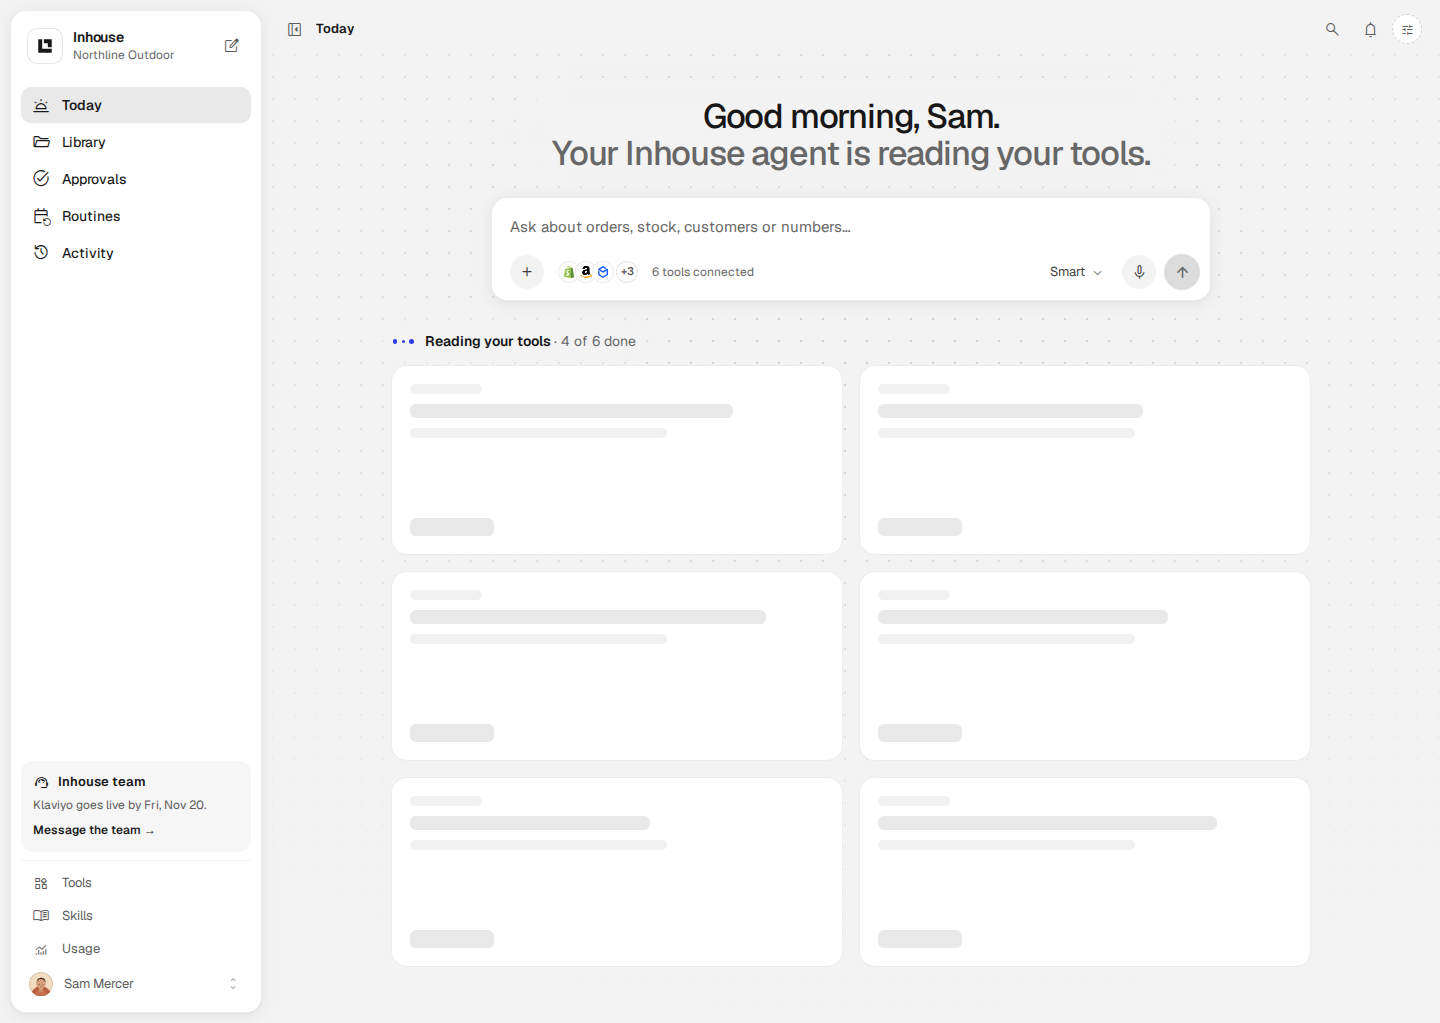 Inhouse
Northline Outdoor
Today
Library
Approvals
Routines
Activity
Inhouse team
Klaviyo goes live by Fri, Nov 20.
Message the team →
Tools
Skills
Usage
Sam Mercer
Today
Good morning, Sam.
Your Inhouse agent is reading your tools.
Ask about orders, stock, customers or numbers…
+3
6 tools connected
Smart
Reading your tools · 4 of 6 done